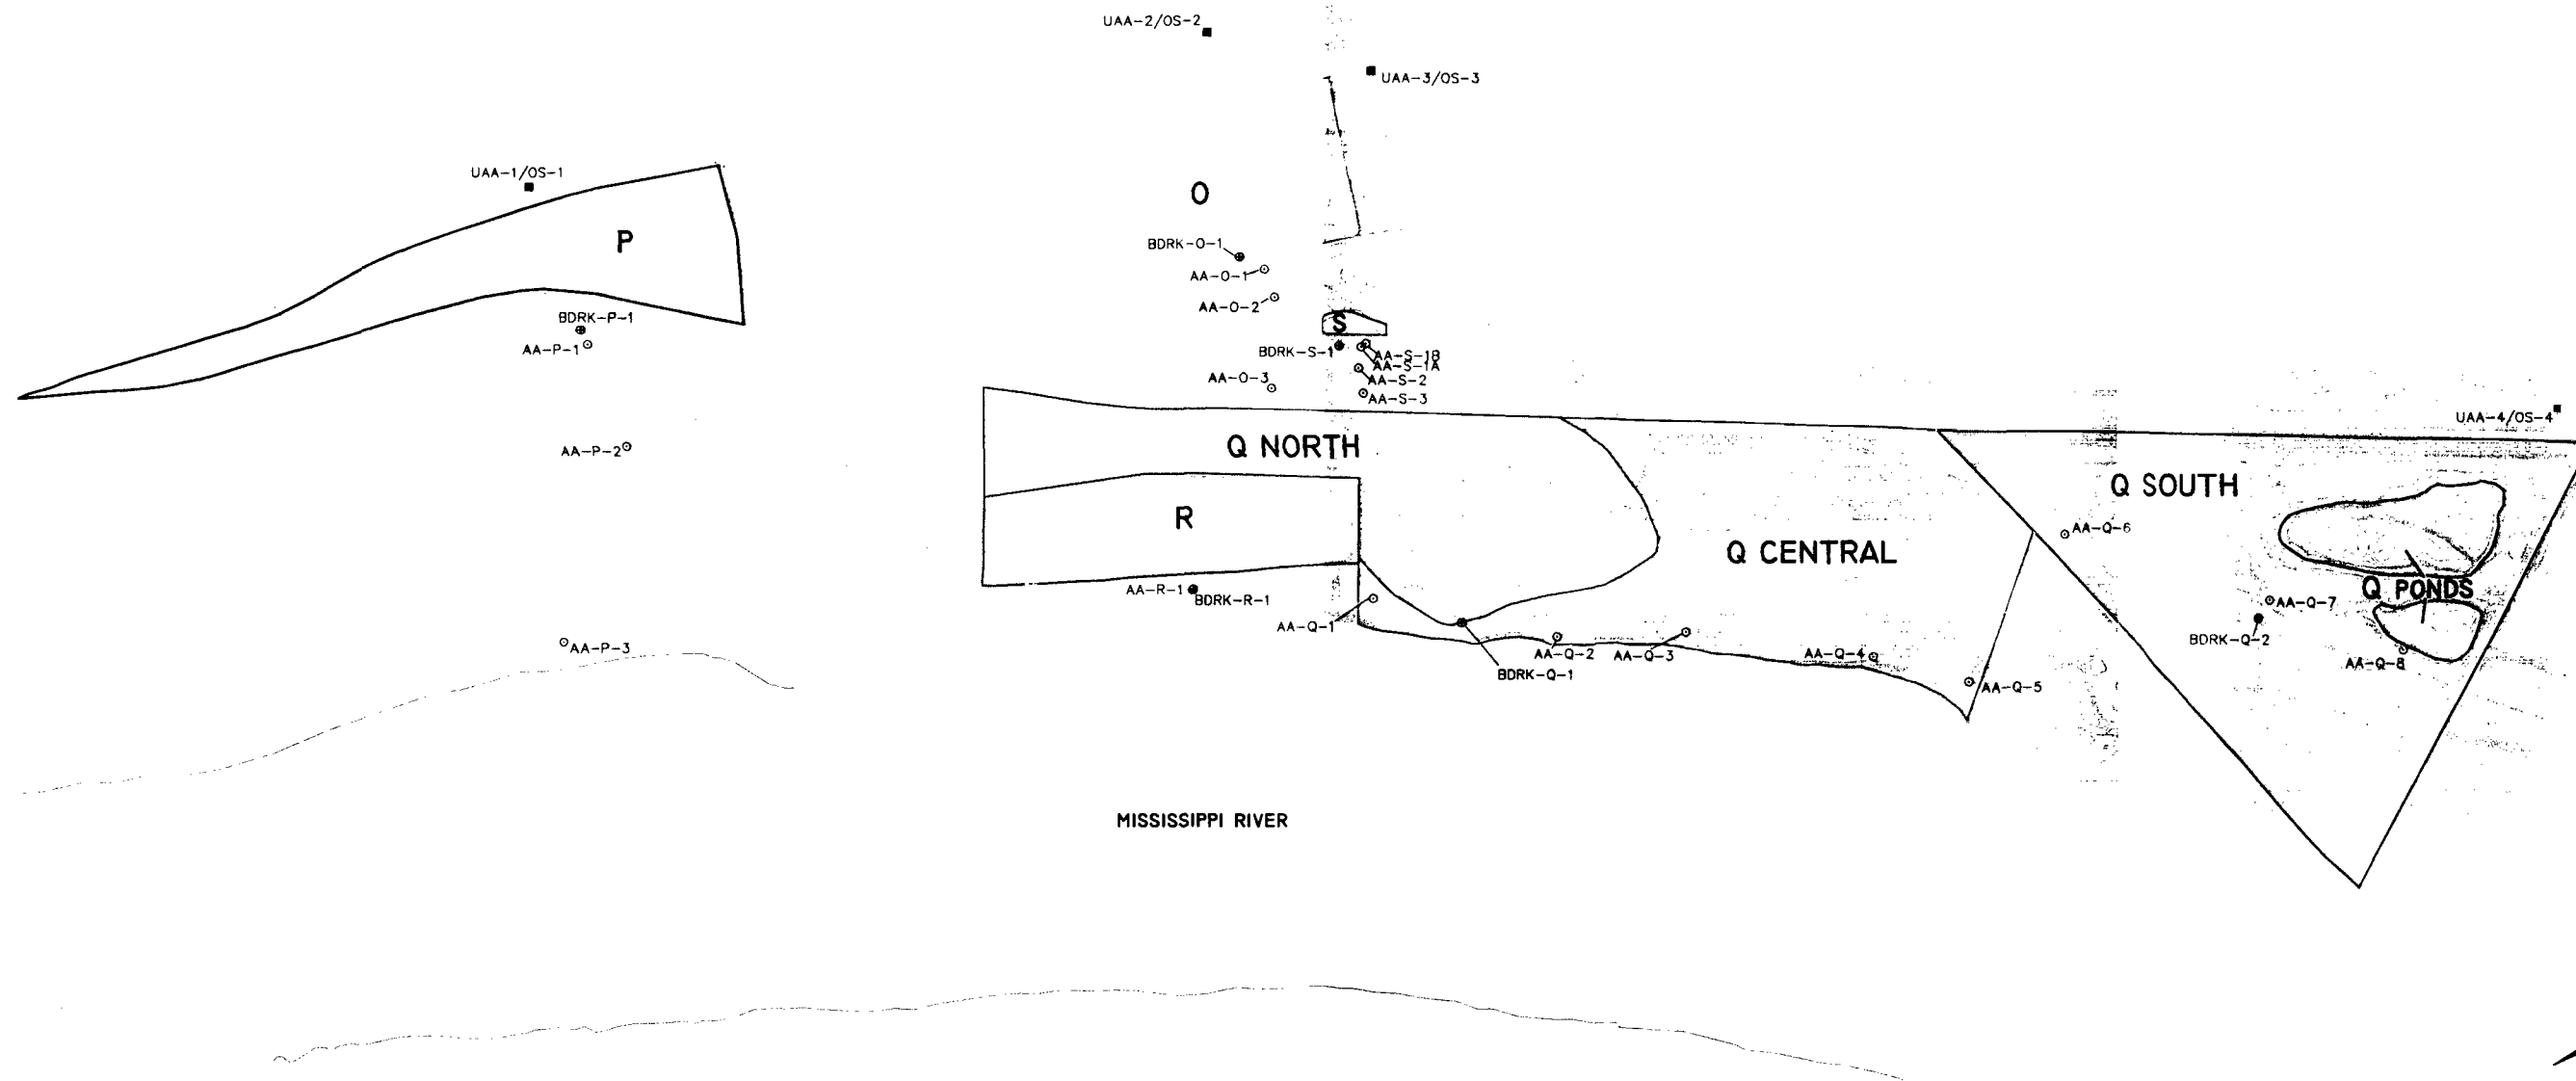 UAA-2/OS-2
UAA-3/OS-3
UAA-1/OS-1
O
P
BDRK-O-1
AA-O-1
AA-O-2
BDRK-P-1
S
AA-P-1
BDRK-S-1
AA-S-1B
AA-S-1A
AA-O-3
AA-S-2
AA-S-3
UAA-4/OS-4
AA-P-2
Q NORTH
Q SOUTH
R
AA-Q-6
Q CENTRAL
AA-R-1
BDRK-R-1
Q PONDS
AA-Q-7
AA-Q-1
BDRK-Q-2
AA-P-3
AA-Q-2
AA-Q-3
AA-Q-4
AA-Q-8
BDRK-Q-1
AA-Q-5
MISSISSIPPI RIVER